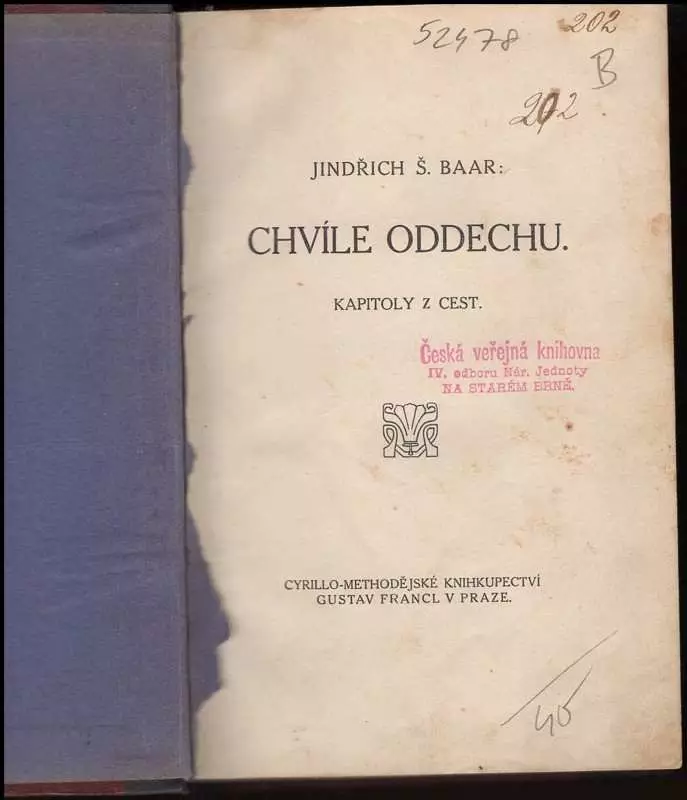 52478
202
B
202
JINDŘICH Š. BAAR:
CHVÍLE ODDECHU.
KAPITOLY Z CEST.
Česká veřejná knihovna
IV. odboru Nár. Jednoty
NA STARÉM BRNĚ.
CYRILLO-METHODĚJSKÉ KNIHKUPECTVÍ
GUSTAV FRANCL V PRAZE.